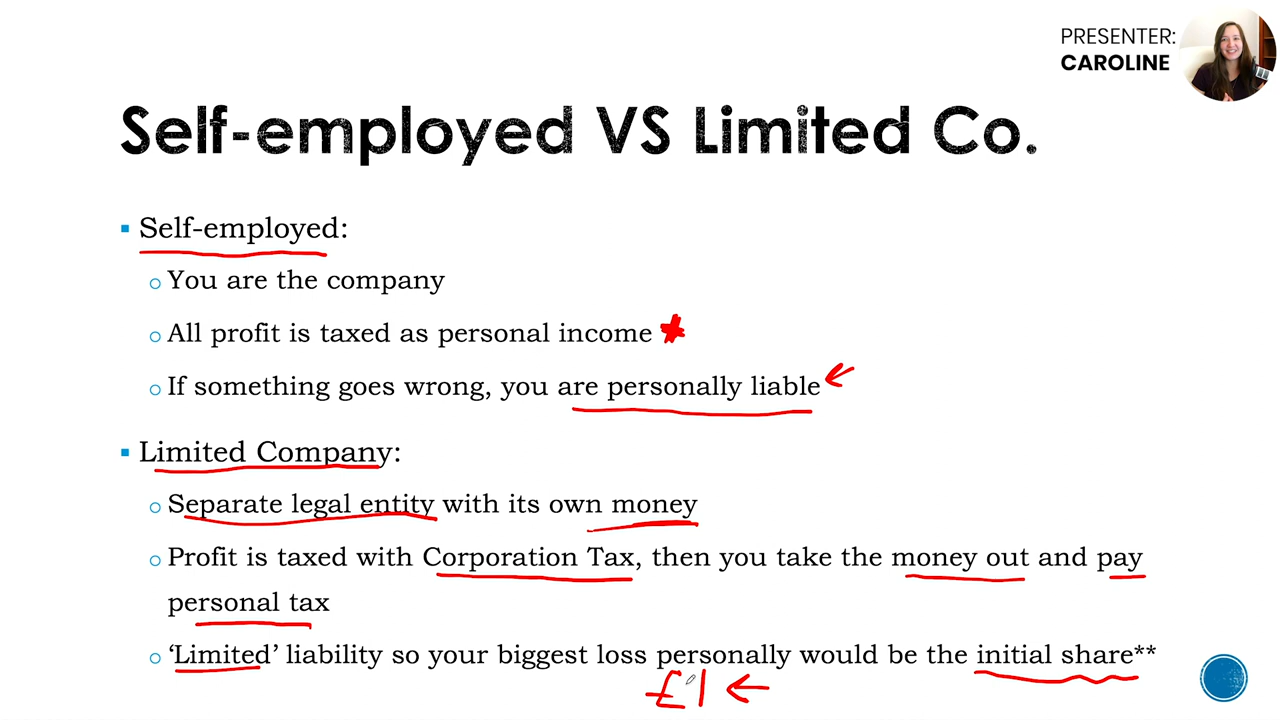 PRESENTER:
CAROLINE
Self-employed VS Limited Co.
Self-employed:
You are the company
All profit is taxed as personal income
If something goes wrong, you are personally liable
Limited Company:
Separate legal entity with its own money
Profit is taxed with Corporation Tax, then you take the money out and pay
personal tax
‘Limited’ liability so your biggest loss personally would be the initial share**
£1